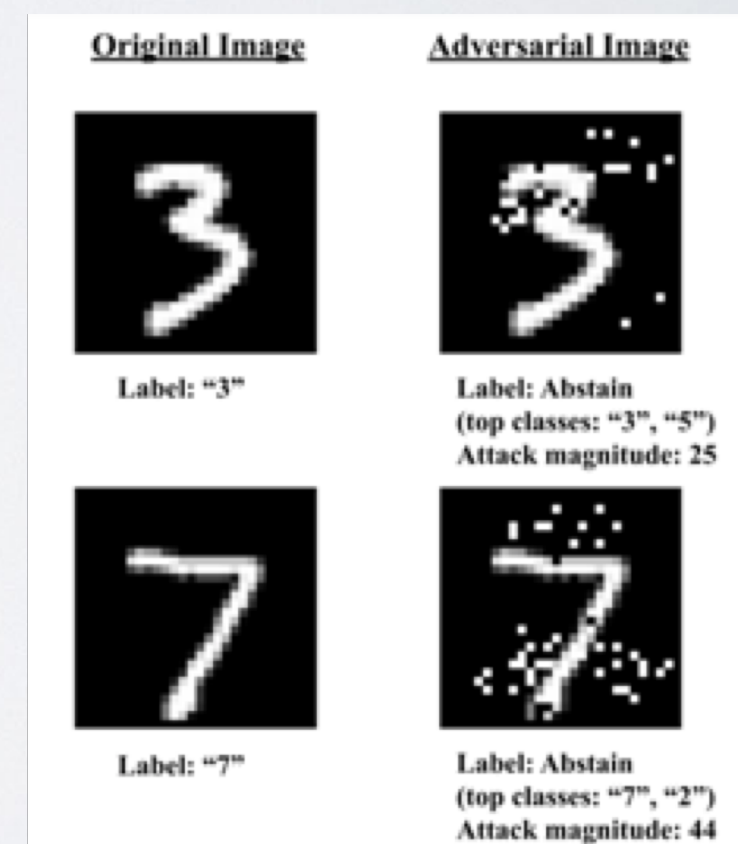 Original Image
Adversarial Image
Label: “3”
Label: Abstain
(top classes: “3”, “5”)
Attack magnitude: 25
Label: “7”
Label: Abstain
(top classes: “7”, “2”)
Attack magnitude: 44